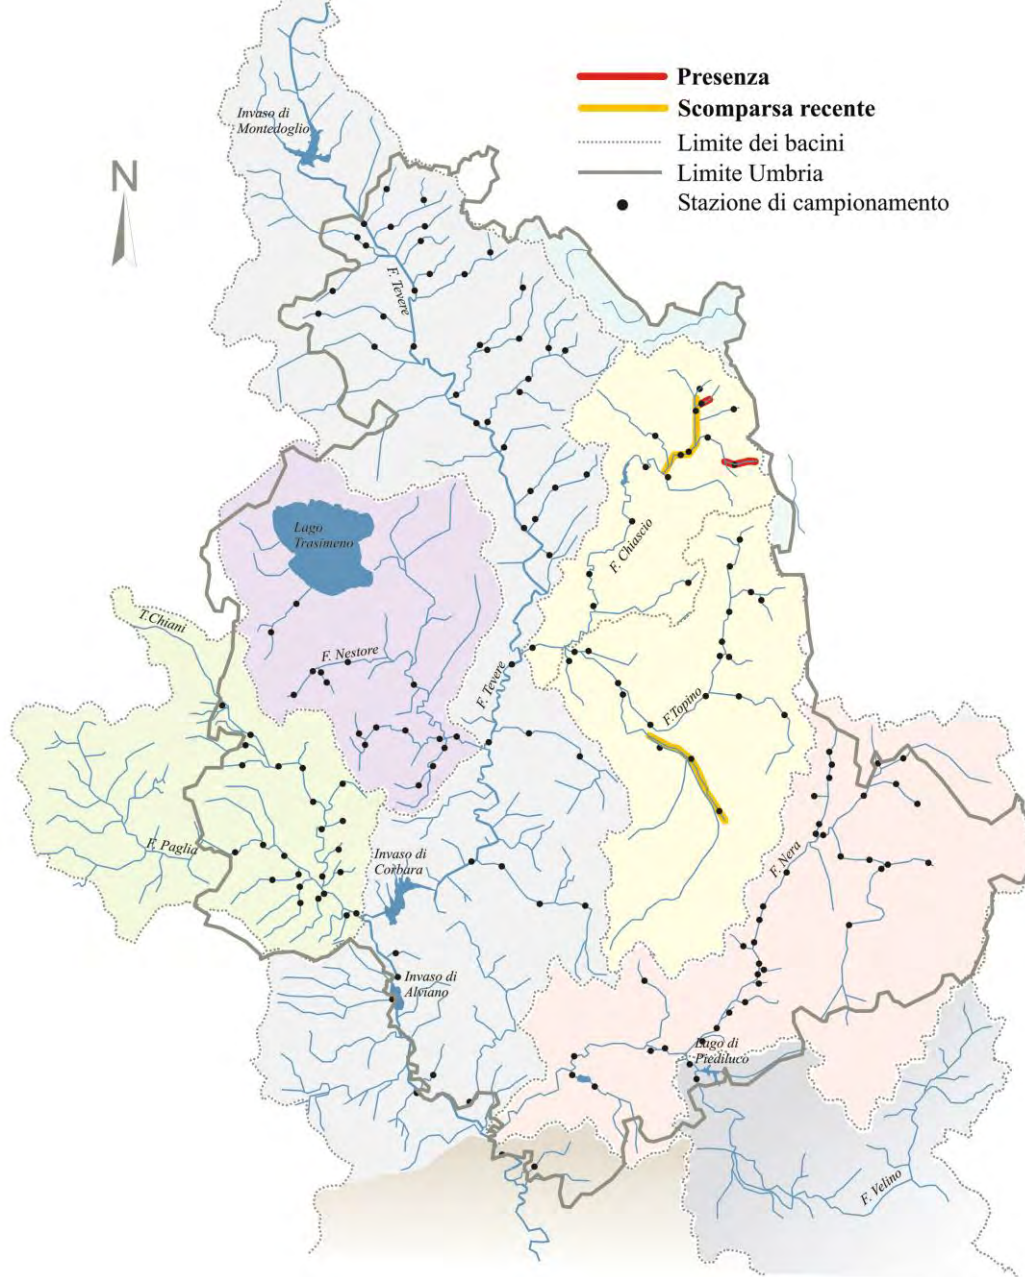 Presenza
Scomparsa recente
Limite dei bacini
Limite Umbria
Stazione di campionamento
N
Invaso di
Montedoglio
F. Tevere
F. Chiascio
Lago
Trasimeno
T. Chiani
F. Nestore
F. Tevere
F. Topino
F. Paglia
Invaso di
Corbara
F. Nera
Invaso di
Alviano
Lago di
Piediluco
F. Velino